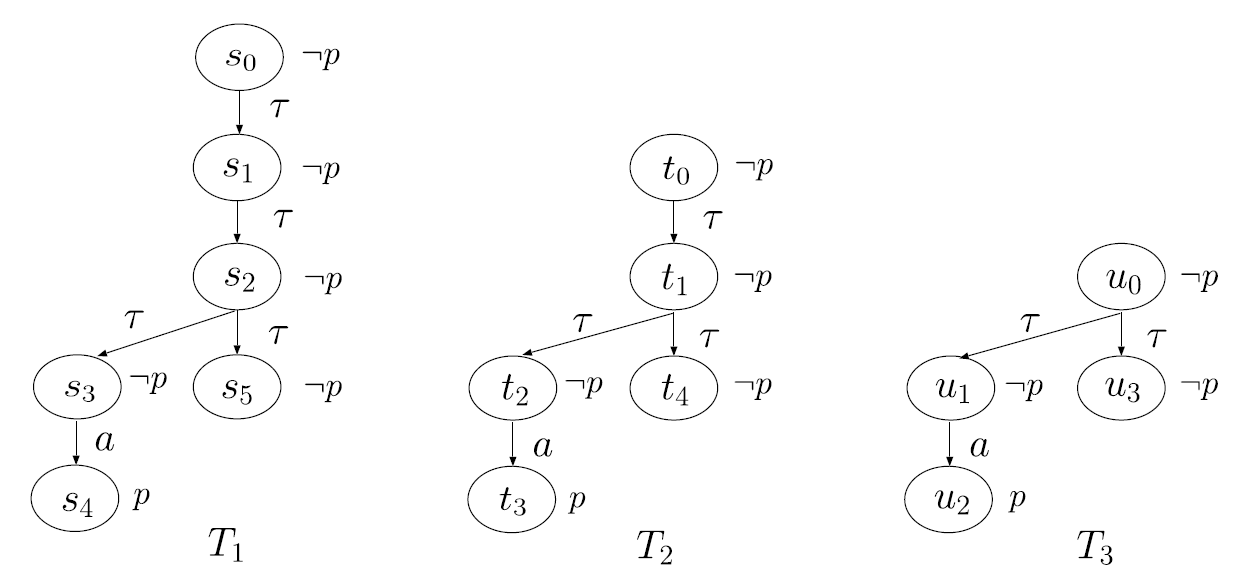 s₀ ¬p
τ
s₁ ¬p t₀ ¬p
τ τ
s₂ ¬p t₁ ¬p u₀ ¬p
τ τ τ τ τ τ
s₃ ¬p s₅ ¬p t₂ ¬p t₄ ¬p u₁ ¬p u₃ ¬p
a a a
s₄ p t₃ p u₂ p
T₁ T₂ T₃